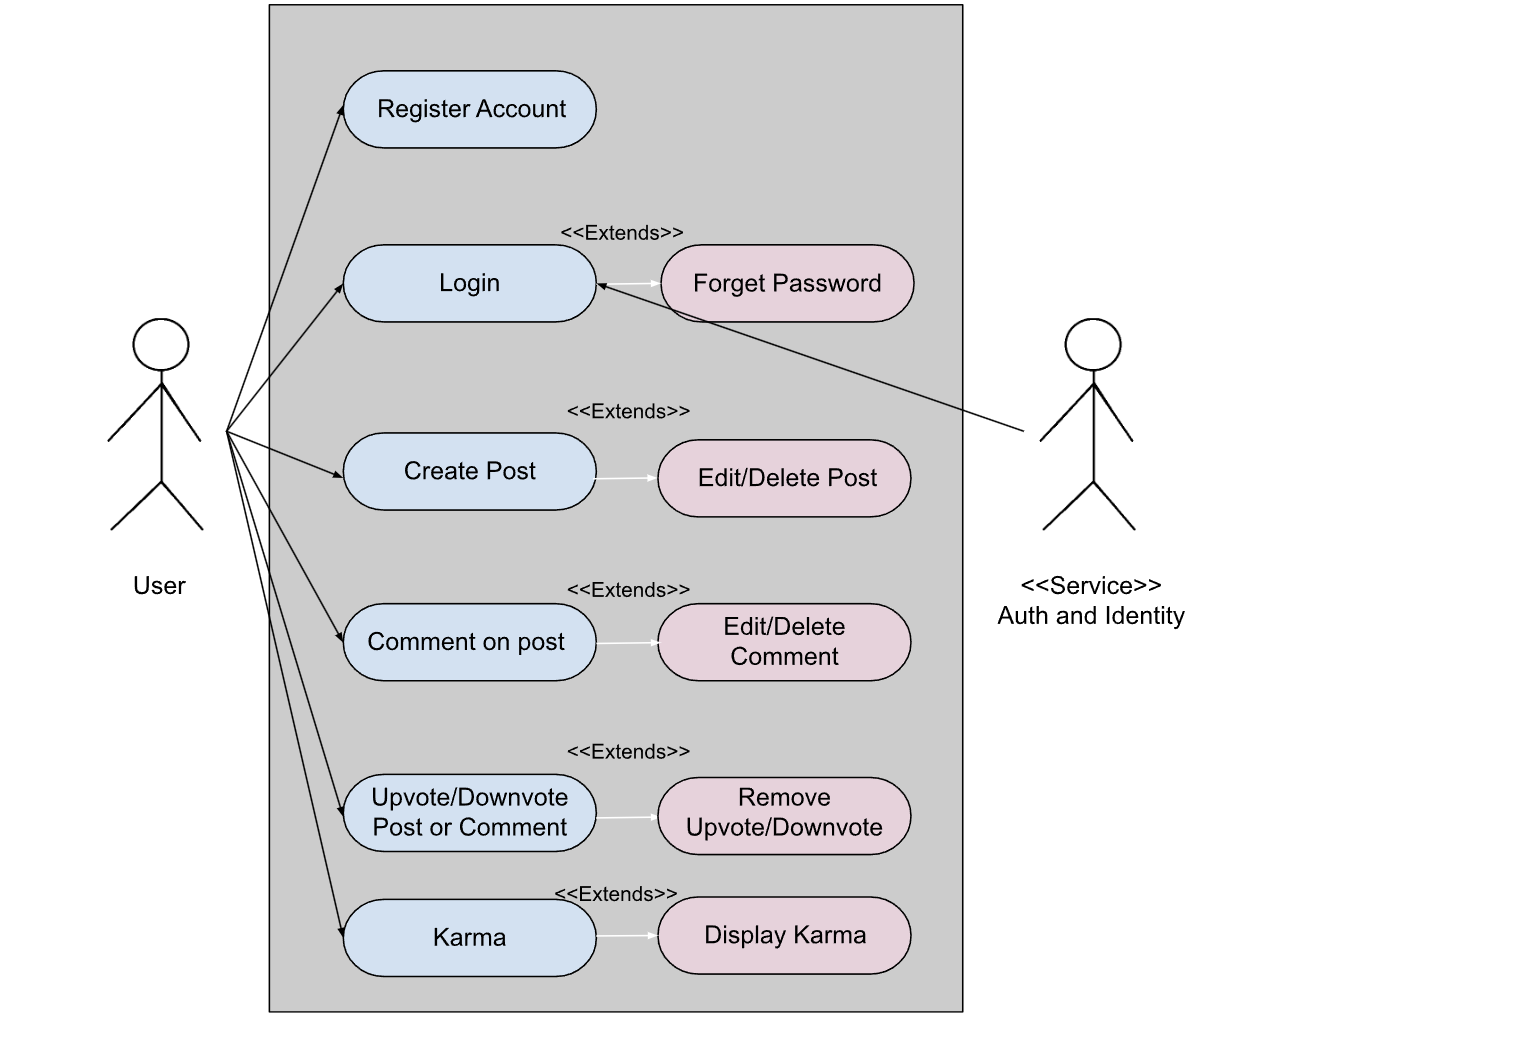 Register Account
<<Extends>>
Login
Forget Password
<<Extends>>
Create Post
Edit/Delete Post
User
<<Service>>
Auth and Identity
<<Extends>>
Comment on post
Edit/Delete
Comment
<<Extends>>
Upvote/Downvote
Post or Comment
Remove
Upvote/Downvote
<<Extends>>
Karma
Display Karma